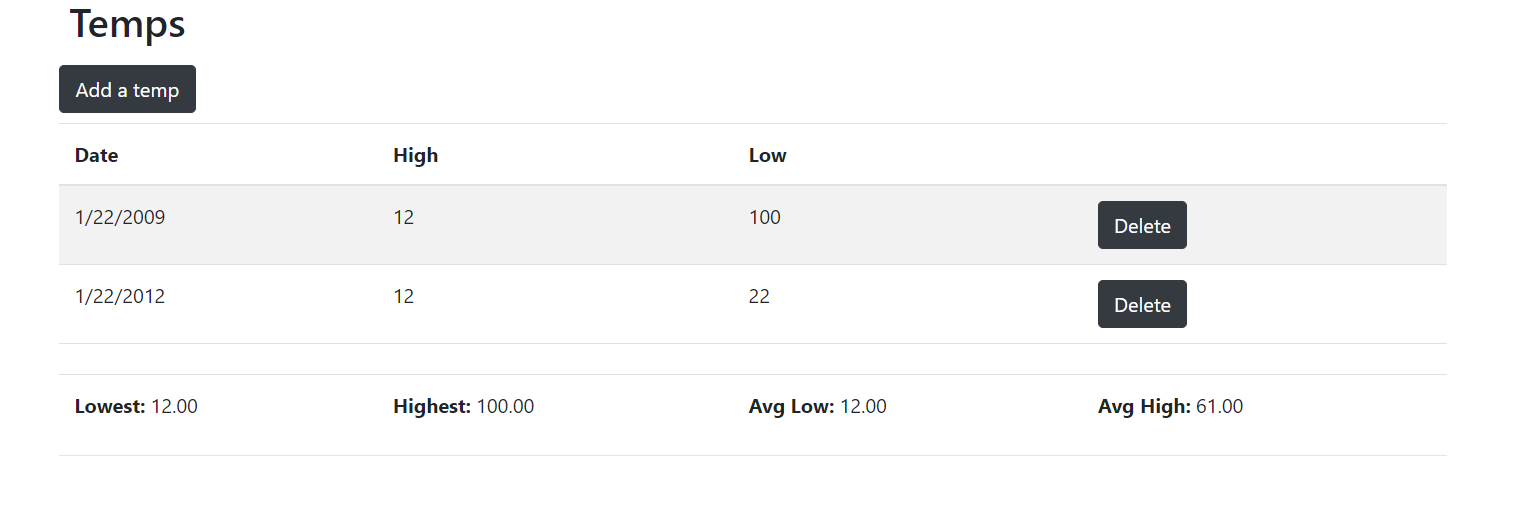 Temps
Add a temp
Date High Low
1/22/2009 12 100 Delete
1/22/2012 12 22 Delete
Lowest: 12.00 Highest: 100.00 Avg Low: 12.00 Avg High: 61.00